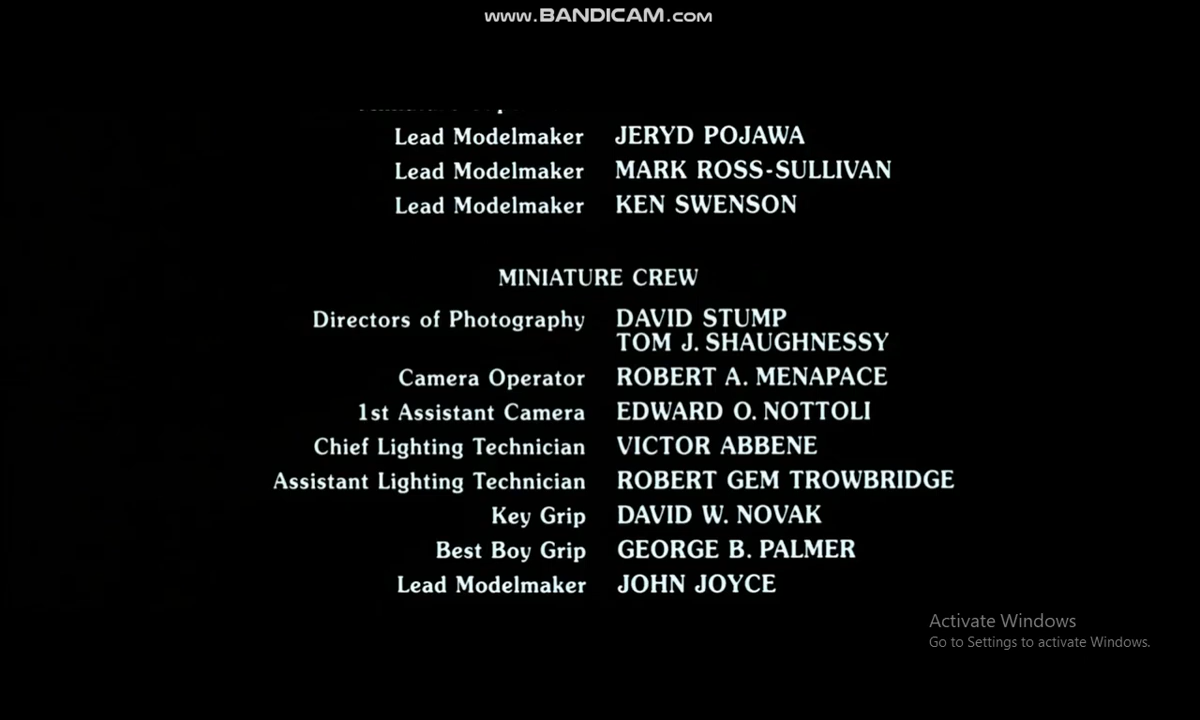 www.BANDICAM.com
Lead Modelmaker JERYD POJAWA
Lead Modelmaker MARK ROSS-SULLIVAN
Lead Modelmaker KEN SWENSON
MINIATURE CREW
Directors of Photography DAVID STUMP
TOM J. SHAUGHNESSY
Camera Operator ROBERT A. MENAPACE
1st Assistant Camera EDWARD O. NOTTOLI
Chief Lighting Technician VICTOR ABBENE
Assistant Lighting Technician ROBERT GEM TROWBRIDGE
Key Grip DAVID W. NOVAK
Best Boy Grip GEORGE B. PALMER
Lead Modelmaker JOHN JOYCE
Activate Windows
Go to Settings to activate Windows.